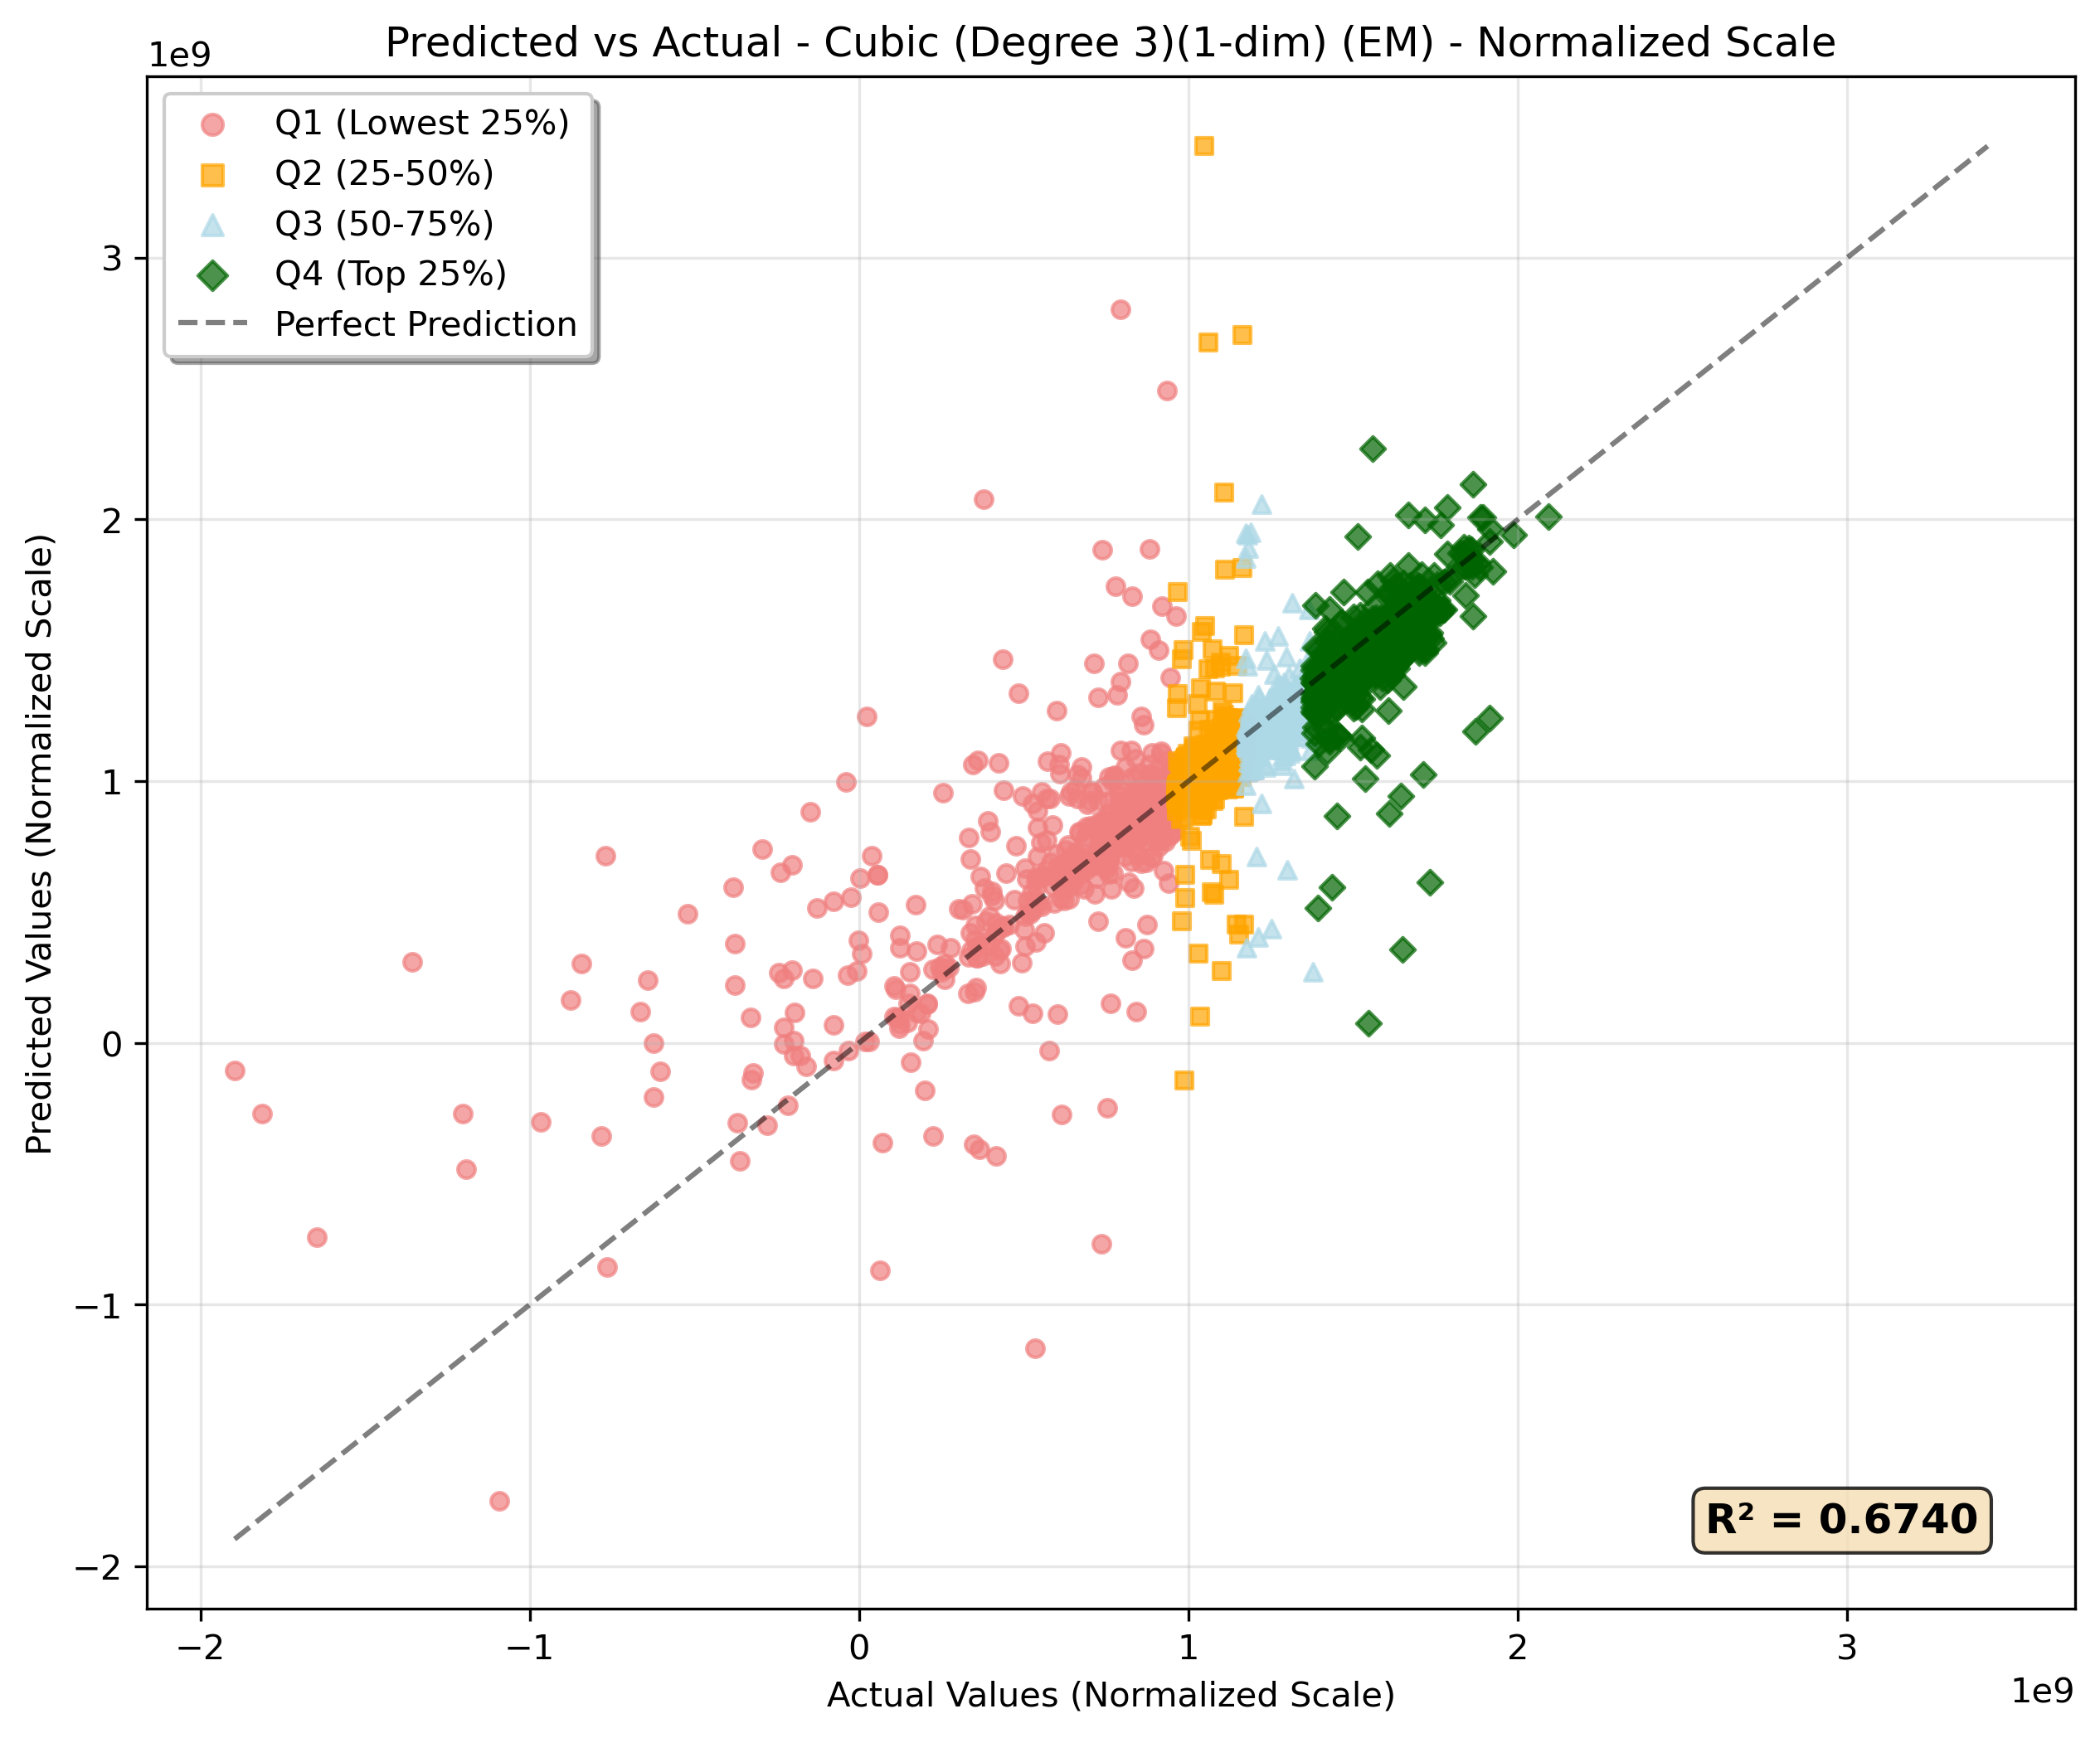 Predicted vs Actual - Cubic (Degree 3)(1-dim) (EM) - Normalized Scale
1e9
Q1 (Lowest 25%)
Q2 (25-50%)
Q3 (50-75%)
Q4 (Top 25%)
Perfect Prediction
3
2
1
0
−1
−2
Predicted Values (Normalized Scale)
R² = 0.6740
−2 −1 0 1 2 3
Actual Values (Normalized Scale)
1e9